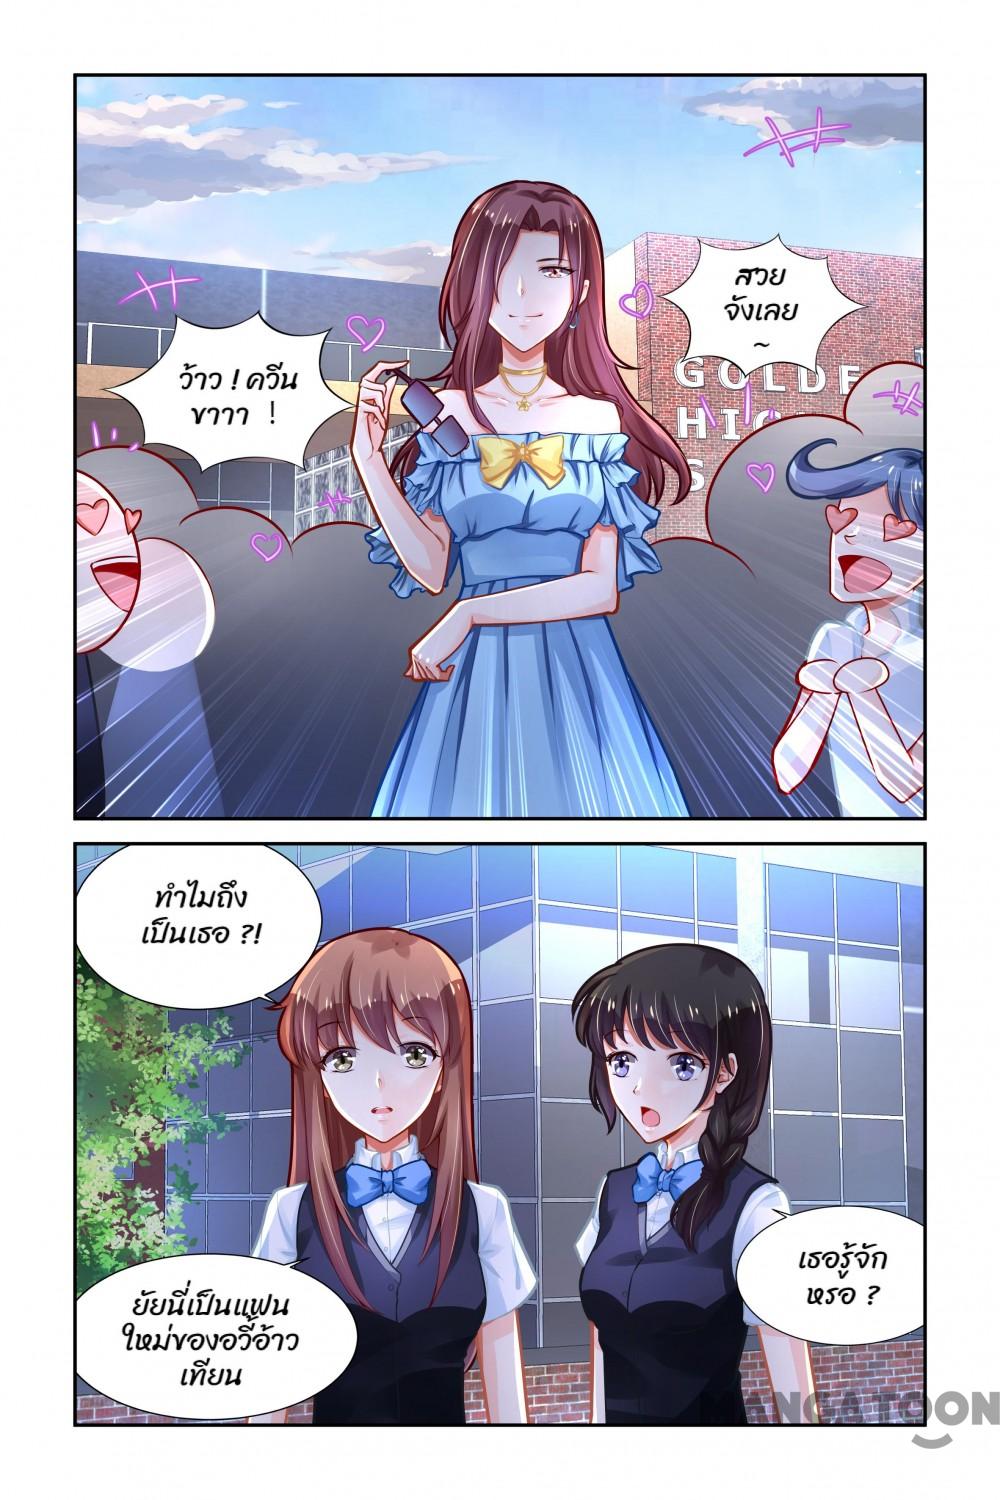 สวย
จังเลย
~
ว้าว ! ควีน
ขาาา !
GOLDE
HIG
S
ทำไมถึง
เป็นเธอ ?!
เธอรู้จัก
หรอ ?
ยัยนี่เป็นแฟน
ใหม่ของอวี้อ้าว
เทียน
MANGATOON